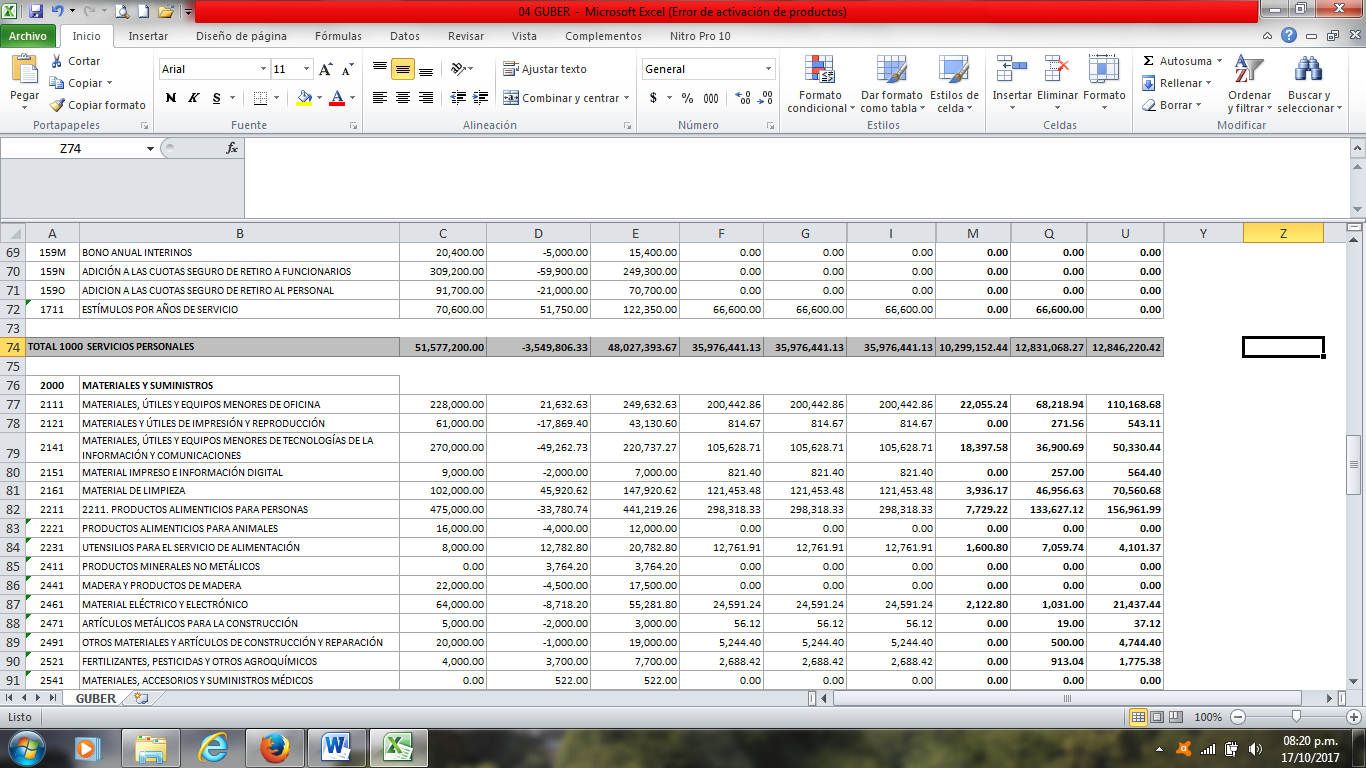 04 GUBER - Microsoft Excel (Error de activación de productos)
Archivo Inicio Insertar Diseño de página Fórmulas Datos Revisar Vista Complementos Nitro Pro 10
Pegar
Cortar
Copiar
Copiar formato
Portapapeles
Arial 11
N K S
Fuente
Ajustar texto
Combinar y centrar
Alineación
General
$ % 000
Número
Formato condicional
Dar formato como tabla
Estilos de celda
Estilos
Insertar Eliminar Formato
Celdas
Autosuma
Rellenar
Borrar
Ordenar y filtrar
Buscar y seleccionar
Modificar
Z74 fx
A B C D E F G I M Q U Y Z
69 159M BONO ANUAL INTERINOS 20,400.00 -5,000.00 15,400.00 0.00 0.00 0.00 0.00 0.00 0.00
70 159N ADICIÓN A LAS CUOTAS SEGURO DE RETIRO A FUNCIONARIOS 309,200.00 -59,900.00 249,300.00 0.00 0.00 0.00 0.00 0.00 0.00
71 159O ADICION A LAS CUOTAS SEGURO DE RETIRO AL PERSONAL 91,700.00 -21,000.00 70,700.00 0.00 0.00 0.00 0.00 0.00 0.00
72 1711 ESTÍMULOS POR AÑOS DE SERVICIO 70,600.00 51,750.00 122,350.00 66,600.00 66,600.00 66,600.00 0.00 66,600.00 0.00
73
74 TOTAL 1000 SERVICIOS PERSONALES 51,577,200.00 -3,549,806.33 48,027,393.67 35,976,441.13 35,976,441.13 35,976,441.13 10,299,152.44 12,831,068.27 12,846,220.42
75
76 2000 MATERIALES Y SUMINISTROS
77 2111 MATERIALES, ÚTILES Y EQUIPOS MENORES DE OFICINA 228,000.00 21,632.63 249,632.63 200,442.86 200,442.86 200,442.86 22,055.24 68,218.94 110,168.68
78 2121 MATERIALES Y ÚTILES DE IMPRESIÓN Y REPRODUCCIÓN 61,000.00 -17,869.40 43,130.60 814.67 814.67 814.67 0.00 271.56 543.11
79 2141 MATERIALES, ÚTILES Y EQUIPOS MENORES DE TECNOLOGÍAS DE LA
INFORMACIÓN Y COMUNICACIONES 270,000.00 -49,262.73 220,737.27 105,628.71 105,628.71 105,628.71 18,397.58 36,900.69 50,330.44
80 2151 MATERIAL IMPRESO E INFORMACIÓN DIGITAL 9,000.00 -2,000.00 7,000.00 821.40 821.40 821.40 0.00 257.00 564.40
81 2161 MATERIAL DE LIMPIEZA 102,000.00 45,920.62 147,920.62 121,453.48 121,453.48 121,453.48 3,936.17 46,956.63 70,560.68
82 2211 2211. PRODUCTOS ALIMENTICIOS PARA PERSONAS 475,000.00 -33,780.74 441,219.26 298,318.33 298,318.33 298,318.33 7,729.22 133,627.12 156,961.99
83 2221 PRODUCTOS ALIMENTICIOS PARA ANIMALES 16,000.00 -4,000.00 12,000.00 0.00 0.00 0.00 0.00 0.00 0.00
84 2231 UTENSILIOS PARA EL SERVICIO DE ALIMENTACIÓN 8,000.00 12,782.80 20,782.80 12,761.91 12,761.91 12,761.91 1,600.80 7,059.74 4,101.37
85 2411 PRODUCTOS MINERALES NO METÁLICOS 0.00 3,764.20 3,764.20 0.00 0.00 0.00 0.00 0.00 0.00
86 2441 MADERA Y PRODUCTOS DE MADERA 22,000.00 -4,500.00 17,500.00 0.00 0.00 0.00 0.00 0.00 0.00
87 2461 MATERIAL ELÉCTRICO Y ELECTRÓNICO 64,000.00 -8,718.20 55,281.80 24,591.24 24,591.24 24,591.24 2,122.80 1,031.00 21,437.44
88 2471 ARTÍCULOS METÁLICOS PARA LA CONSTRUCCIÓN 5,000.00 -2,000.00 3,000.00 56.12 56.12 56.12 0.00 19.00 37.12
89 2491 OTROS MATERIALES Y ARTÍCULOS DE CONSTRUCCIÓN Y REPARACIÓN 20,000.00 -1,000.00 19,000.00 5,244.40 5,244.40 5,244.40 0.00 500.00 4,744.40
90 2521 FERTILIZANTES, PESTICIDAS Y OTROS AGROQUÍMICOS 4,000.00 3,700.00 7,700.00 2,688.42 2,688.42 2,688.42 0.00 913.04 1,775.38
91 2541 MATERIALES, ACCESORIOS Y SUMINISTROS MÉDICOS 0.00 522.00 522.00 0.00 0.00 0.00 0.00 0.00 0.00
GUBER
Listo 100%
08:20 p.m.
17/10/2017